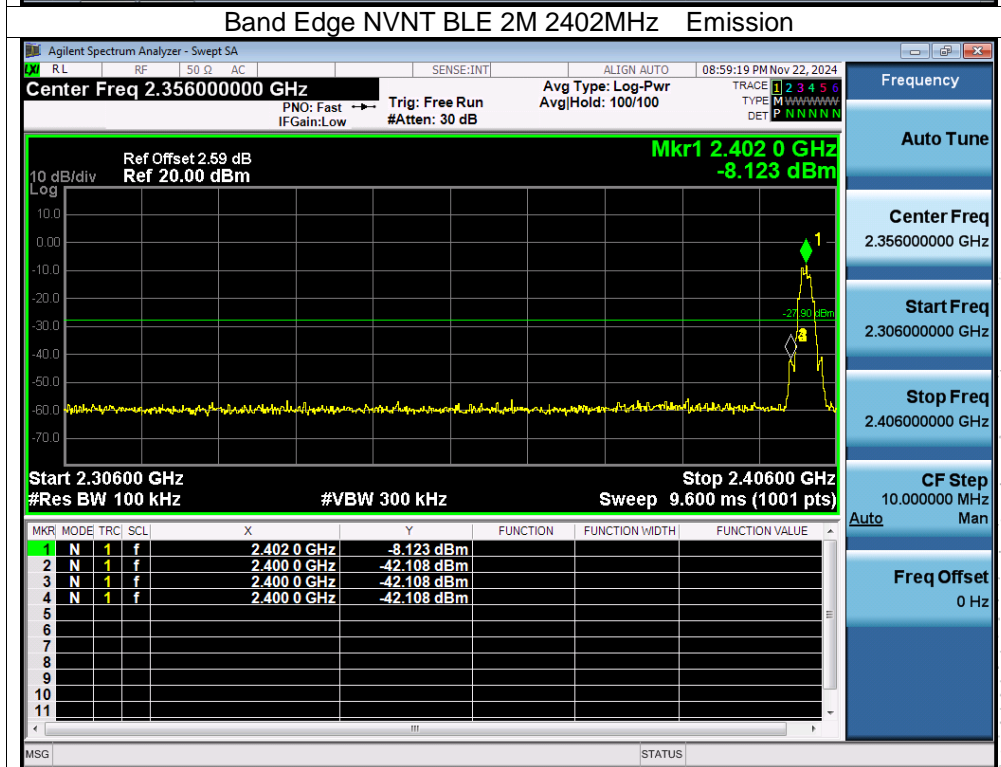 Band Edge NVNT BLE 2M 2402MHz Emission
Agilent Spectrum Analyzer - Swept SA
LXI RL RF 50 Ω AC SENSE:INT ALIGN AUTO 08:59:19 PM Nov 22, 2024
Center Freq 2.356000000 GHz
PNO: Fast
IFGain:Low
Trig: Free Run
#Atten: 30 dB
Avg Type: Log-Pwr
Avg|Hold: 100/100
TRACE 1 2 3 4 5 6
TYPE M WWWWW
DET P N N N N N
Ref Offset 2.59 dB
Ref 20.00 dBm
10 dB/div
Log
Mkr1 2.402 0 GHz
-8.123 dBm
10.0
0.00
-10.0
-20.0
-30.0
-40.0
-50.0
-60.0
-70.0
1
-27.90 dBm
Start 2.30600 GHz
Stop 2.40600 GHz
#Res BW 100 kHz #VBW 300 kHz Sweep 9.600 ms (1001 pts)
MKR MODE TRC SCL X Y FUNCTION FUNCTION WIDTH FUNCTION VALUE
1 N 1 f 2.402 0 GHz -8.123 dBm
2 N 1 f 2.400 0 GHz -42.108 dBm
3 N 1 f 2.400 0 GHz -42.108 dBm
4 N 1 f 2.400 0 GHz -42.108 dBm
5
6
7
8
9
10
11
MSG STATUS
Frequency
Auto Tune
Center Freq
2.356000000 GHz
Start Freq
2.306000000 GHz
Stop Freq
2.406000000 GHz
CF Step
10.000000 MHz
Auto Man
Freq Offset
0 Hz